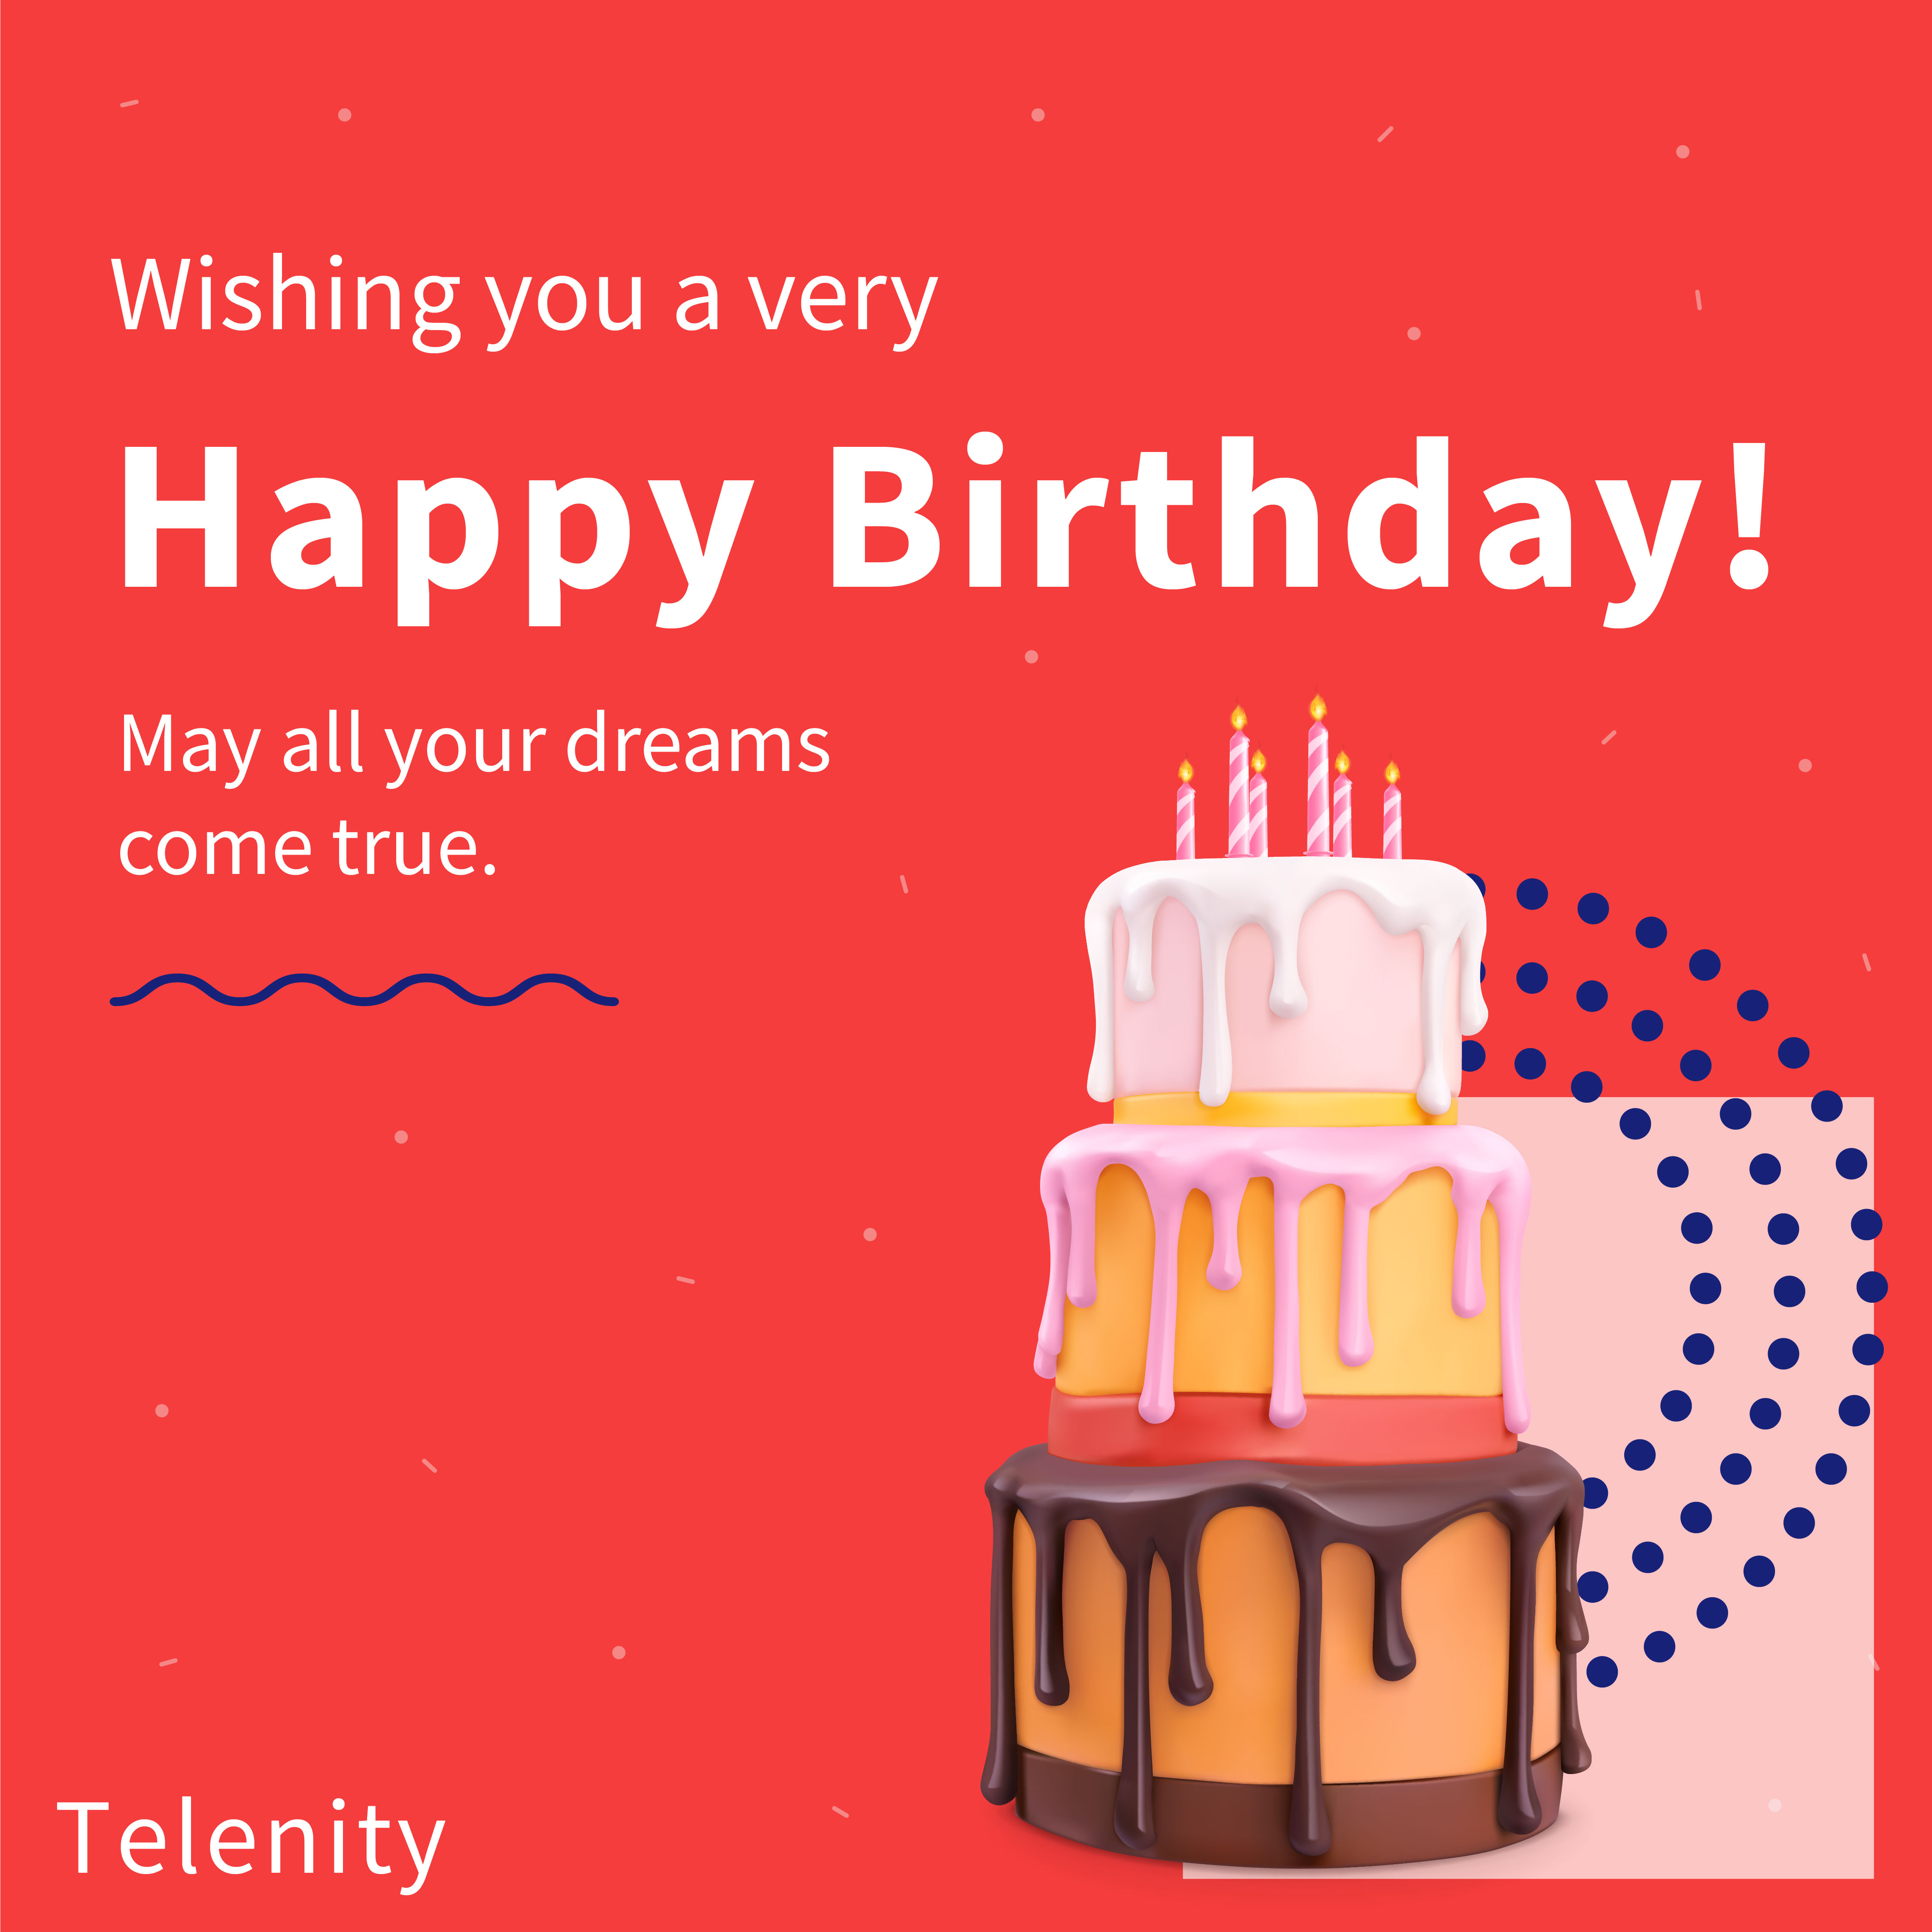 Wishing you a very
Happy Birthday!
May all your dreams
come true.
Telenity